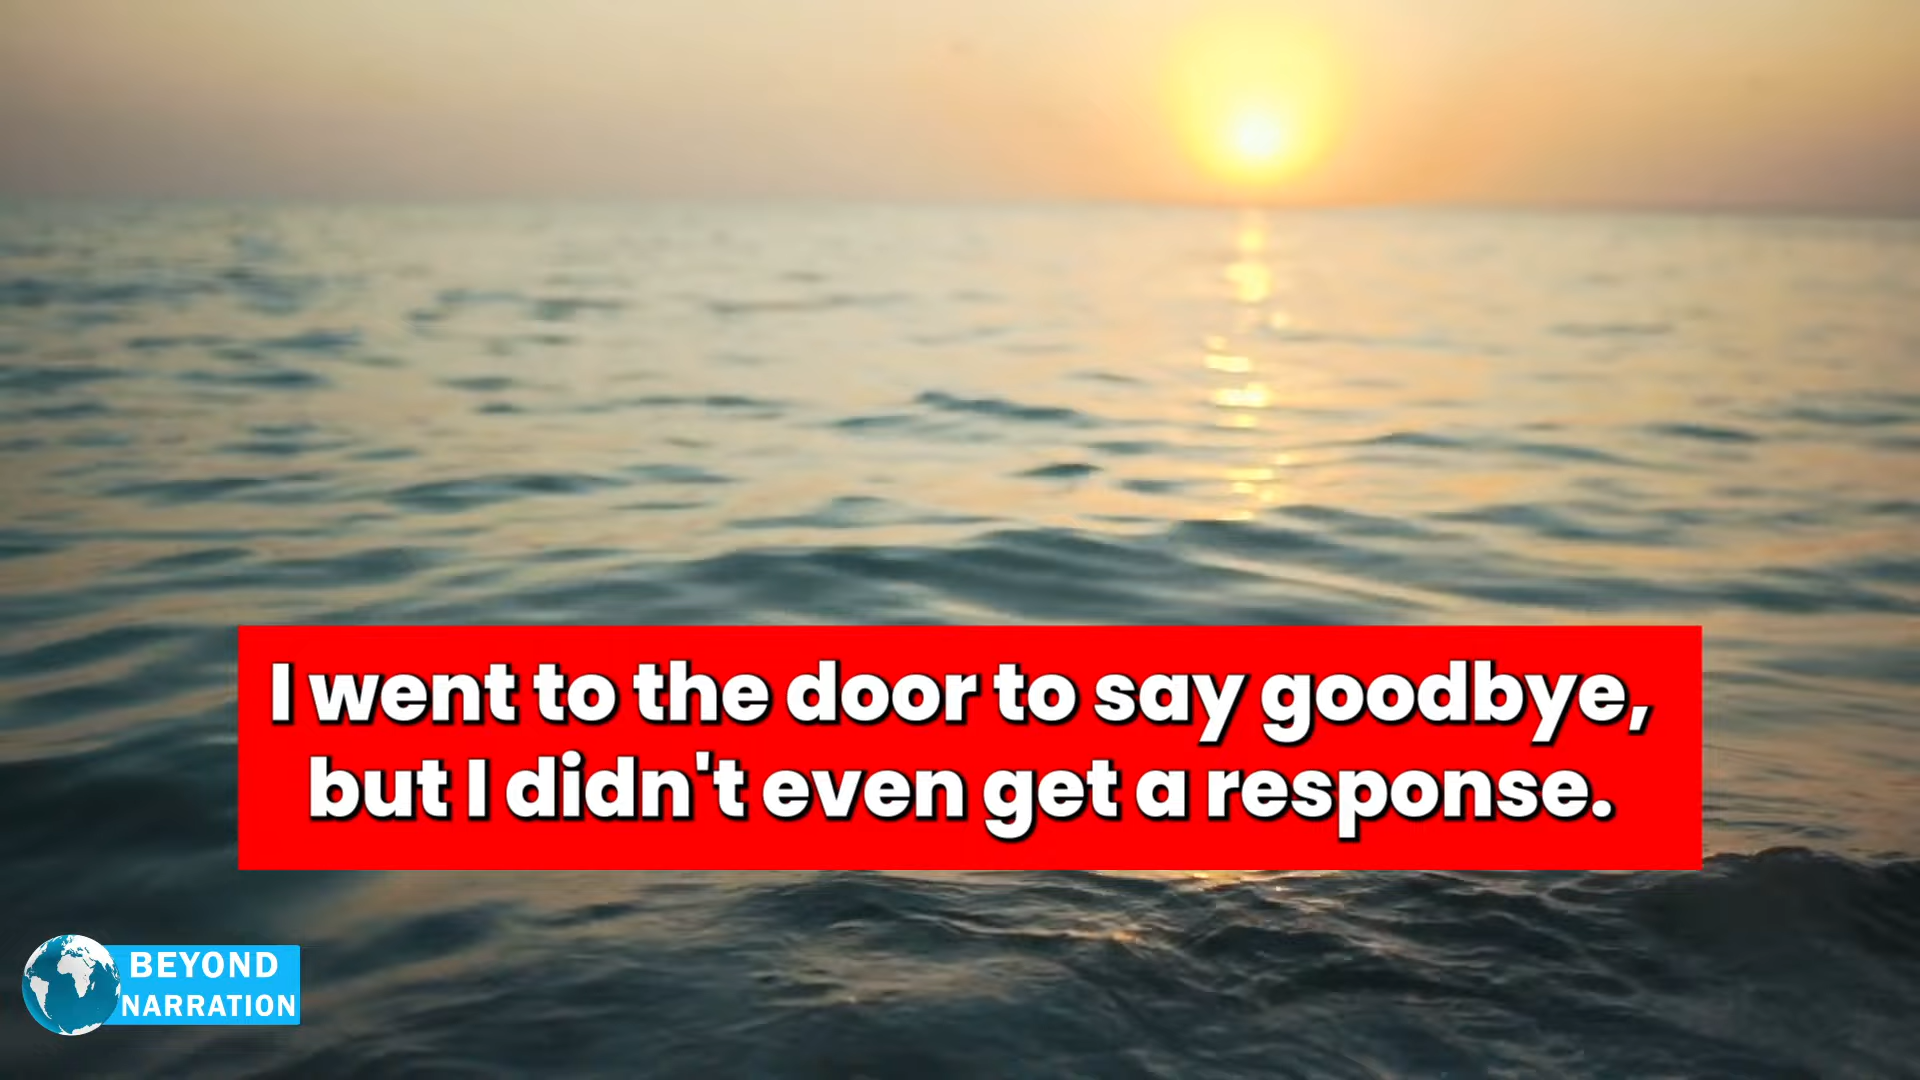 I went to the door to say goodbye,
but I didn't even get a response.
BEYOND
NARRATION